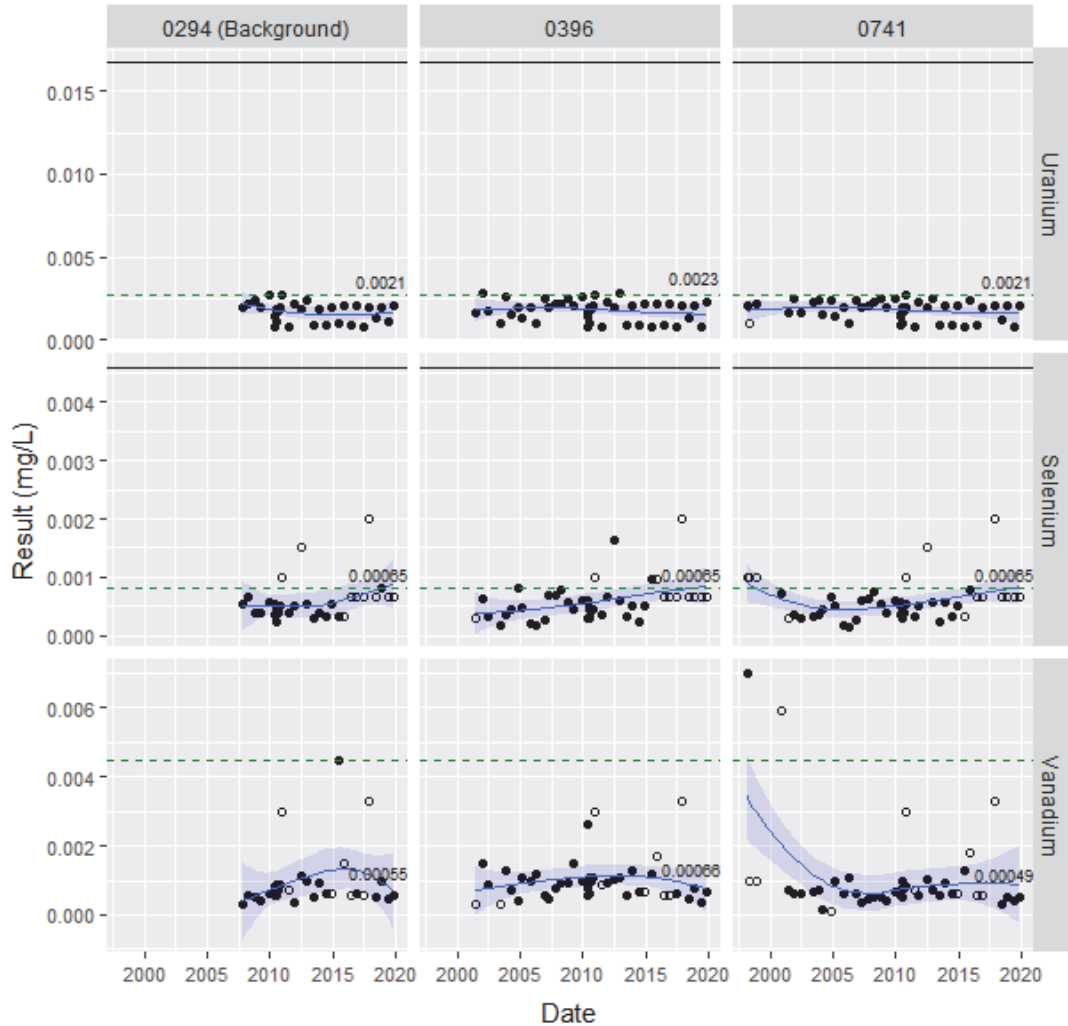 0294 (Background) 0396 0741
0.015
0.010
0.005
0.000
0.0021 0.0023 0.0021
Uranium
0.004
0.003
0.002
0.001
0.000
0.00065 0.00065 0.00065
Selenium
0.006
0.004
0.002
0.000
0.00055 0.00066 0.00049
Vanadium
Result (mg/L)
2000 2005 2010 2015 2020 2000 2005 2010 2015 2020 2000 2005 2010 2015 2020
Date